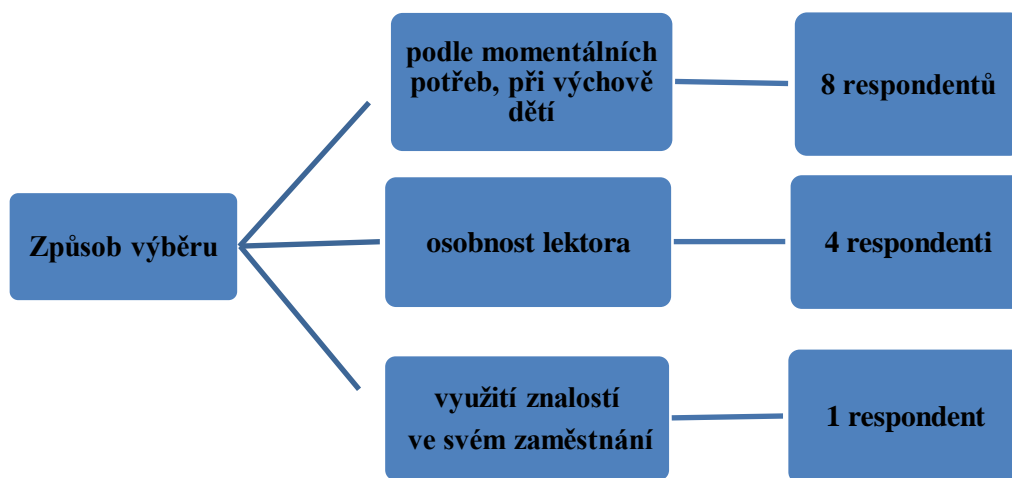 podle momentálních
potřeb, při výchově
dětí
8 respondentů
Způsob výběru
osobnost lektora
4 respondenti
využití znalostí
ve svém zaměstnání
1 respondent